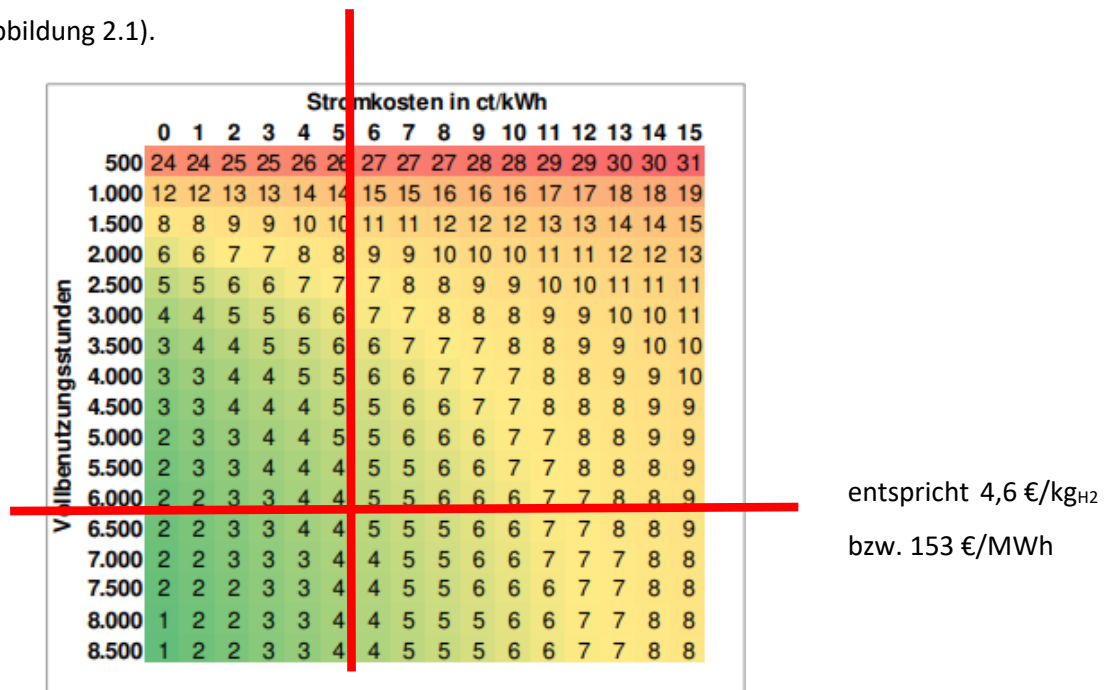 bbildung 2.1).
Stromkosten in ct/kWh
0 1 2 3 4 5 6 7 8 9 10 11 12 13 14 15
Vollbenutzungsstunden
500 24 24 25 25 26 26 27 27 27 28 28 29 29 30 30 31
1.000 12 12 13 13 14 14 15 15 16 16 16 17 17 18 18 19
1.500 8 8 9 9 10 10 11 11 12 12 12 13 13 14 14 15
2.000 6 6 7 7 8 8 9 9 10 10 10 11 11 12 12 13
2.500 5 5 6 6 7 7 7 8 8 9 9 10 10 11 11 11
3.000 4 4 5 5 6 6 7 7 8 8 8 9 9 10 10 11
3.500 3 4 4 5 5 6 6 7 7 7 8 8 9 9 10 10
4.000 3 3 4 4 5 5 6 6 7 7 7 8 8 9 9 10
4.500 3 3 4 4 4 5 5 6 6 7 7 8 8 8 9 9
5.000 2 3 3 4 4 5 5 6 6 6 7 7 8 8 9 9
5.500 2 3 3 4 4 4 5 5 6 6 7 7 8 8 8 9
6.000 2 2 3 3 4 4 5 5 6 6 6 7 7 8 8 9
6.500 2 2 3 3 4 4 5 5 5 6 6 7 7 8 8 9
7.000 2 2 3 3 3 4 4 5 5 6 6 7 7 7 8 8
7.500 2 2 2 3 3 4 4 5 5 6 6 6 7 7 8 8
8.000 1 2 2 3 3 4 4 5 5 5 6 6 7 7 8 8
8.500 1 2 2 3 3 4 4 5 5 5 6 6 7 7 8 8
entspricht 4,6 €/kgH2
bzw. 153 €/MWh